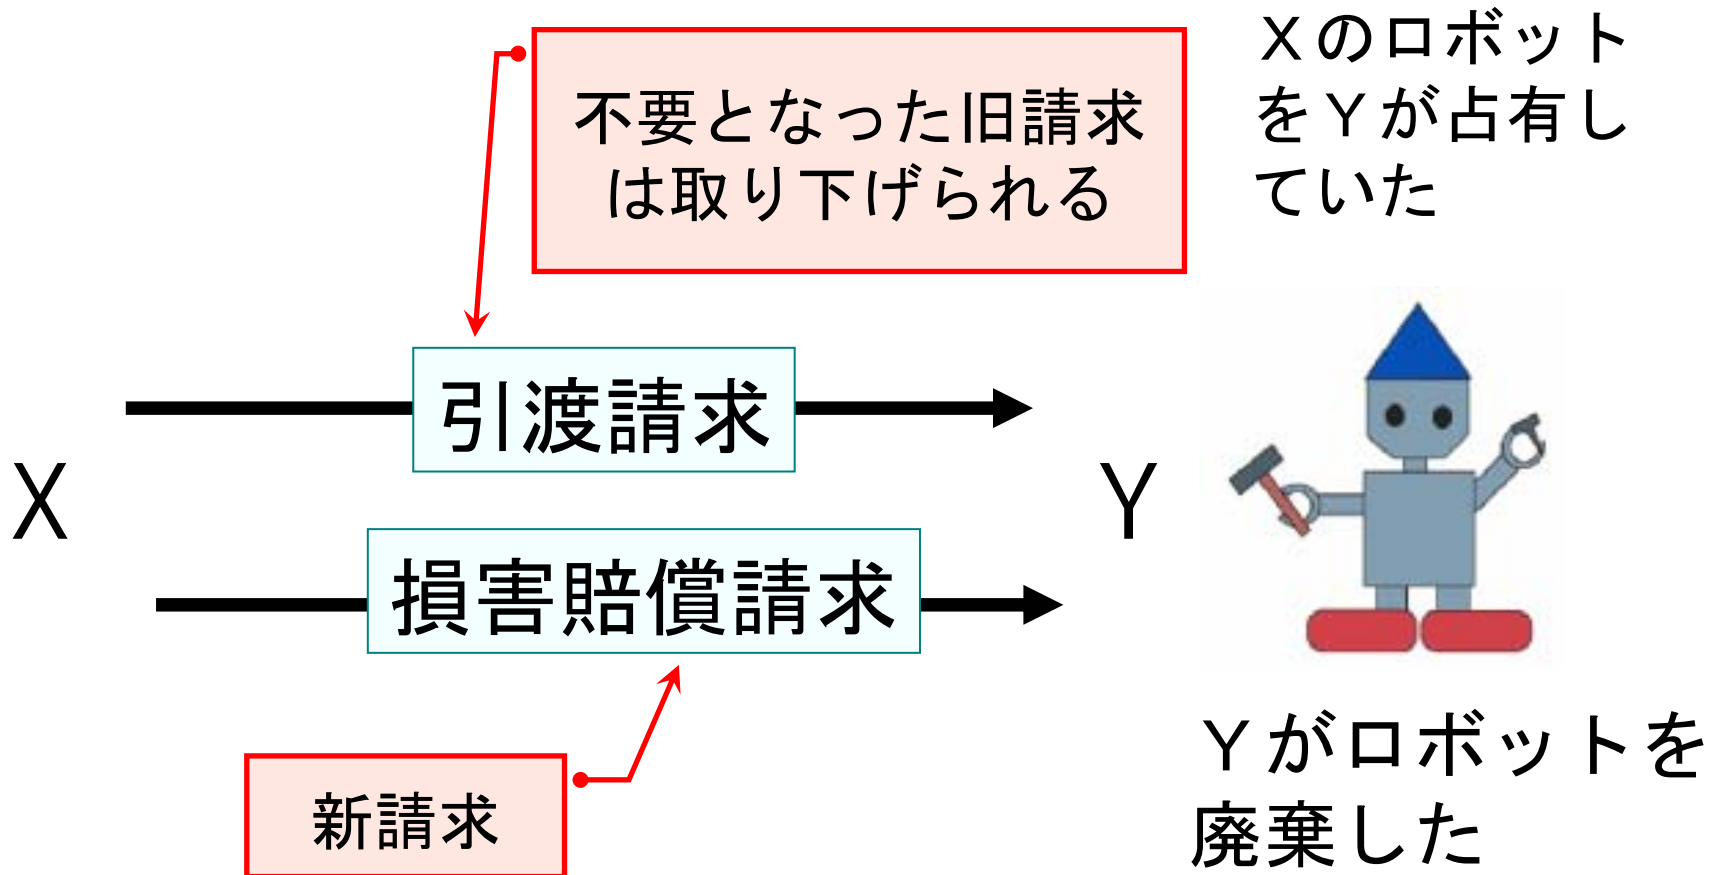 不要となった旧請求
は取り下げられる
Xのロボット
をYが占有し
ていた
引渡請求
X
Y
損害賠償請求
新請求
Yがロボットを
廃棄した